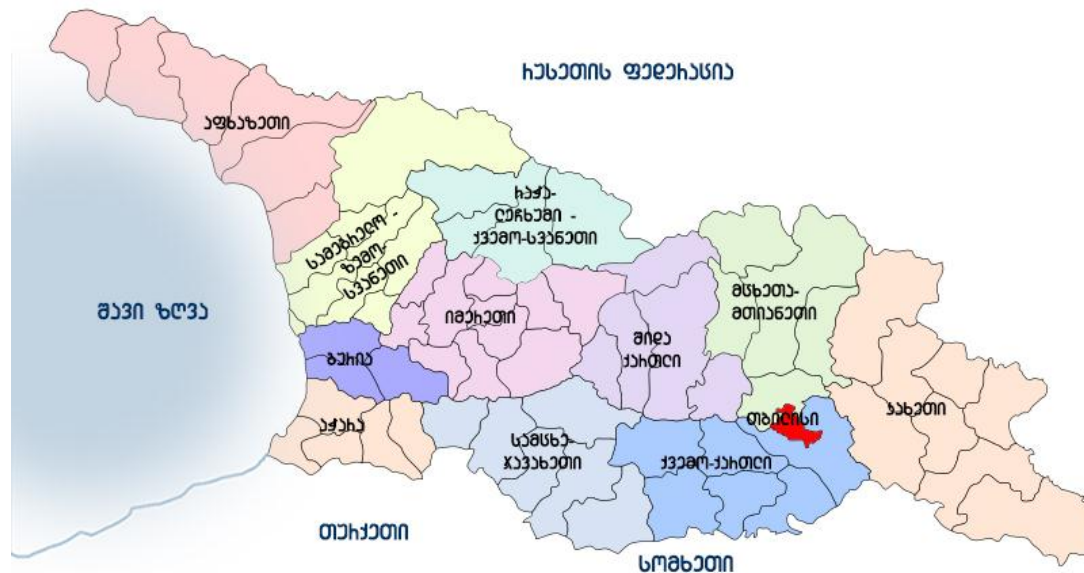 რუსეთის ფედერაცია
აფხაზეთი
რაჭა-
ლეჩხუმი -
ქვემო-სვანეთი
სამეგრელო -
ზემო-
სვანეთი
მცხეთა-
მთიანეთი
შავი ზღვა
იმერეთი
შიდა
ქართლი
გურია
კახეთი
თბილისი
აჭარა
სამცხე-
ჯავახეთი
ქვემო-ქართლი
თურქეთი
სომხეთი